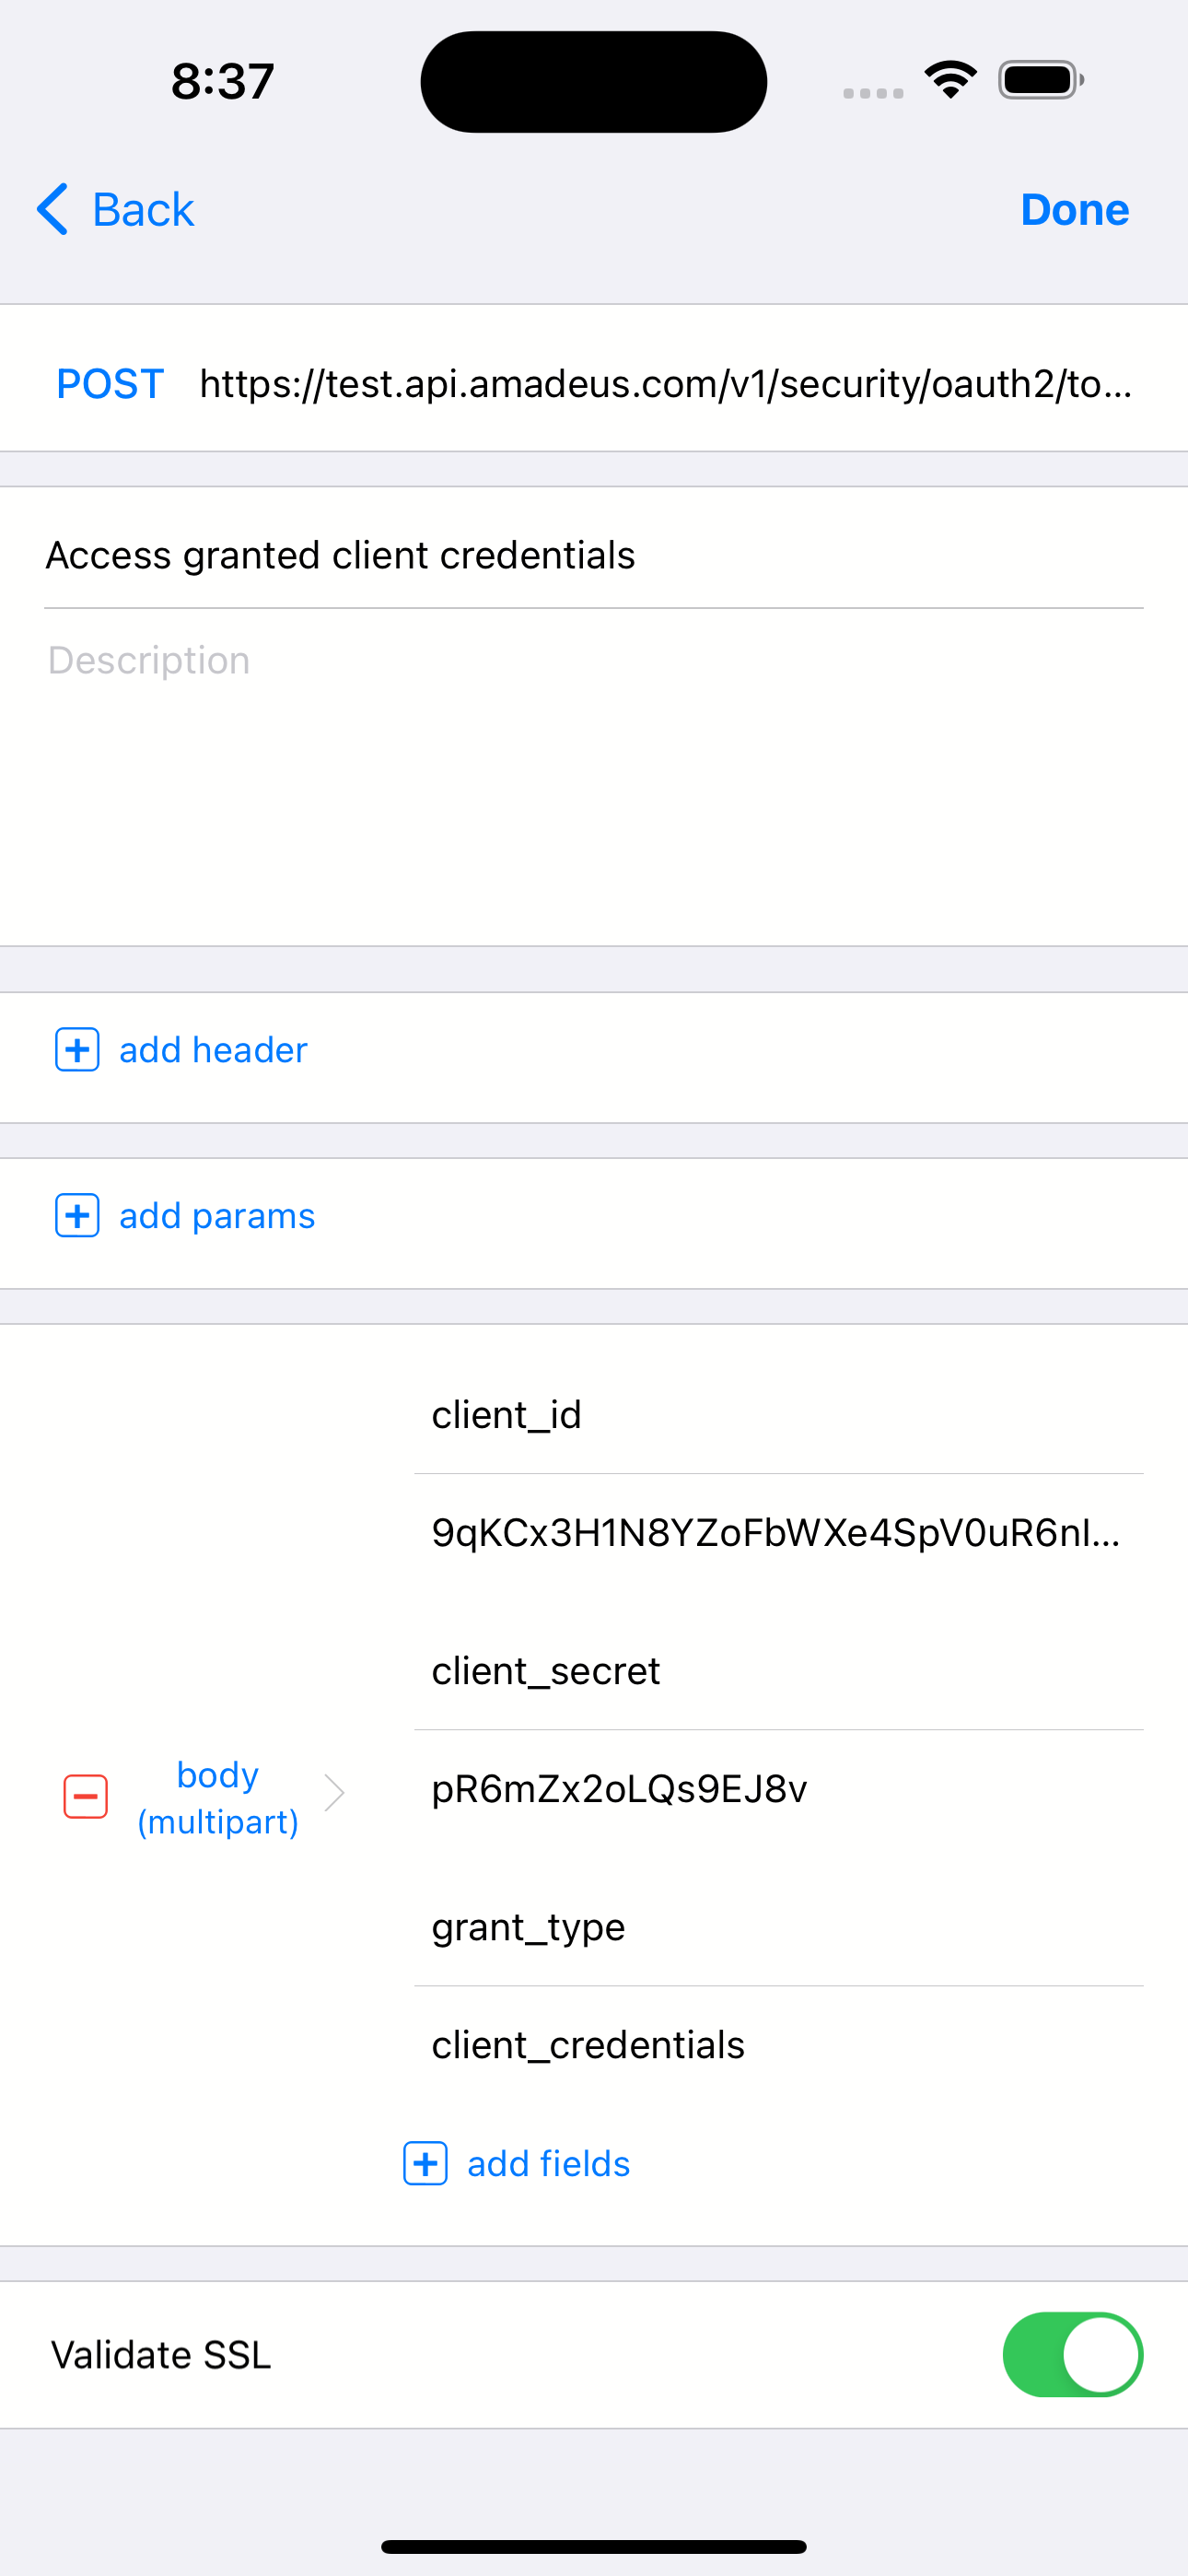 8:37
Back
Done
POST https://test.api.amadeus.com/v1/security/oauth2/to...
Access granted client credentials
Description
add header
add params
client_id
9qKCx3H1N8YZoFbWXe4SpV0uR6nI...
client_secret
body
(multipart)
pR6mZx2oLQs9EJ8v
grant_type
client_credentials
add fields
Validate SSL